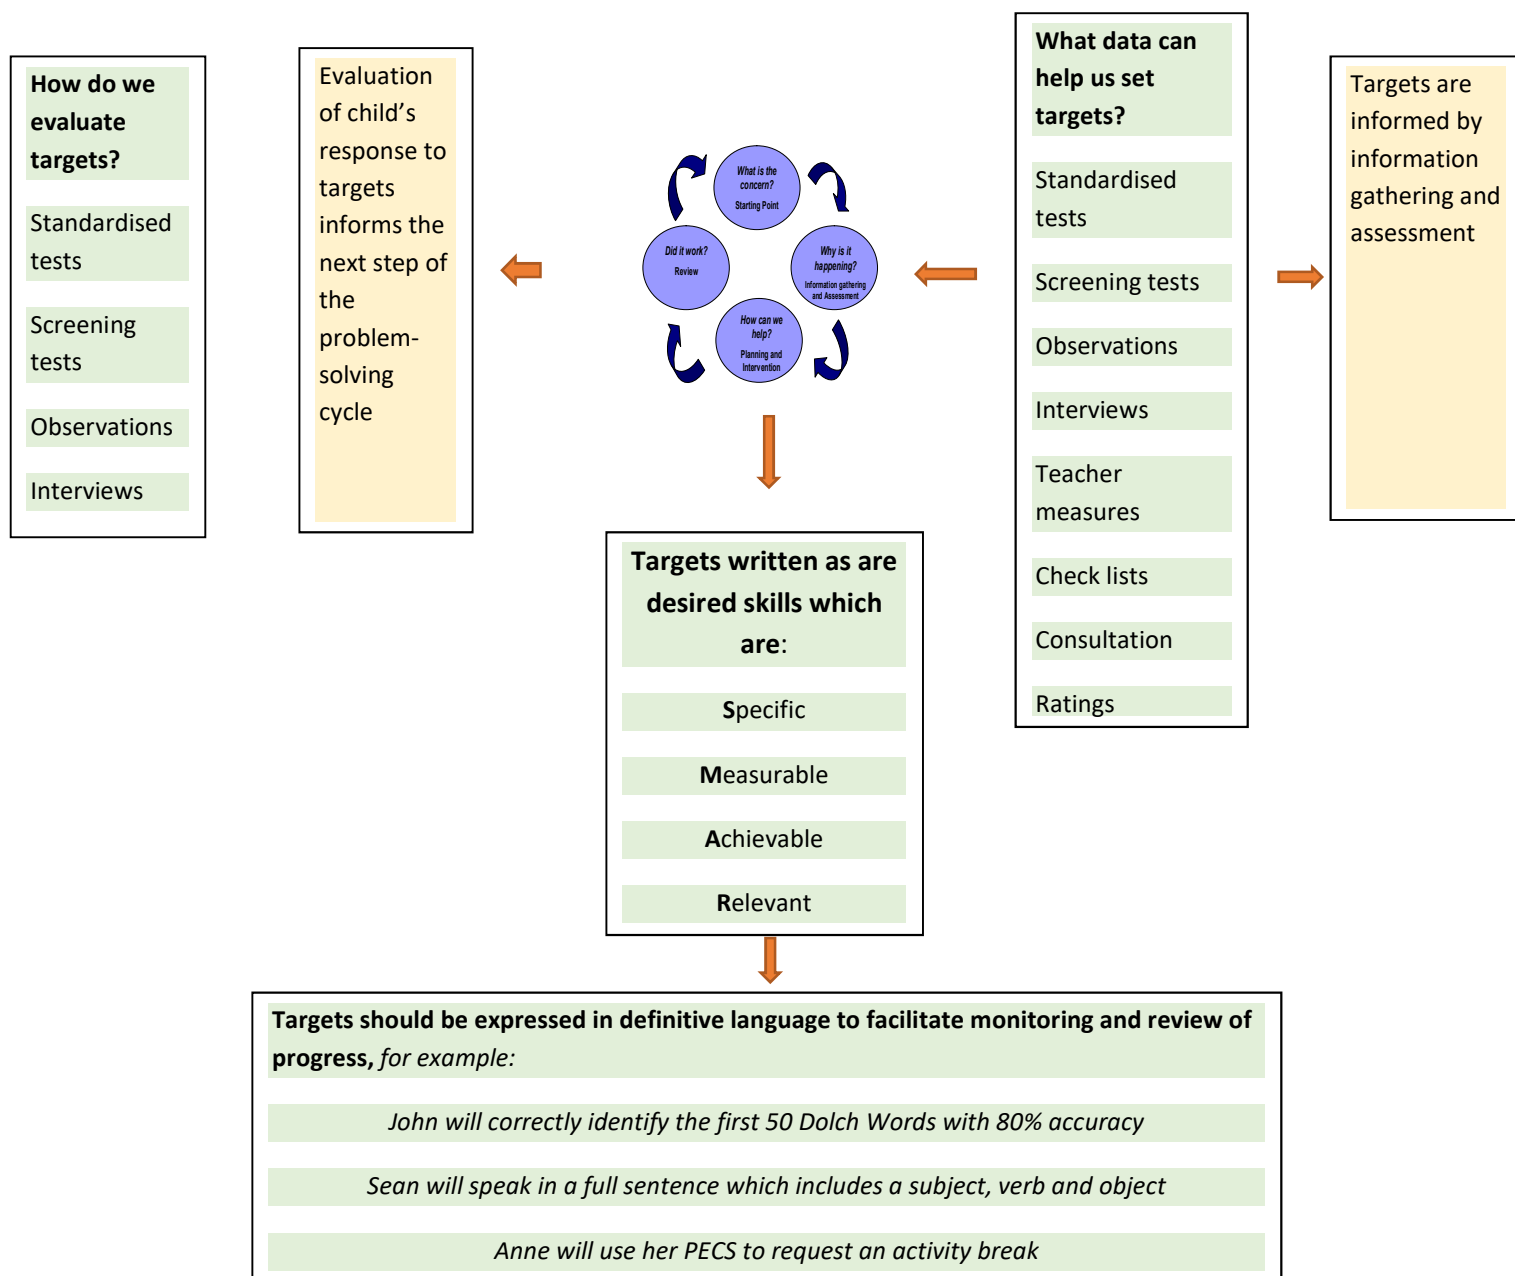 How do we
evaluate
targets?
Standardised
tests
Screening
tests
Observations
Interviews
Evaluation
of child’s
response to
targets
informs the
next step of
the
problem-
solving
cycle
What is the
concern?
Starting Point
Why is it
happening?
Information gathering
and Assessment
How can we
help?
Planning and
Intervention
Did it work?
Review
What data can
help us set
targets?
Standardised
tests
Screening tests
Observations
Interviews
Teacher
measures
Check lists
Consultation
Ratings
Targets are
informed by
information
gathering and
assessment
Targets written as are
desired skills which
are:
Specific
Measurable
Achievable
Relevant
Targets should be expressed in definitive language to facilitate monitoring and review of
progress, for example:
John will correctly identify the first 50 Dolch Words with 80% accuracy
Sean will speak in a full sentence which includes a subject, verb and object
Anne will use her PECS to request an activity break